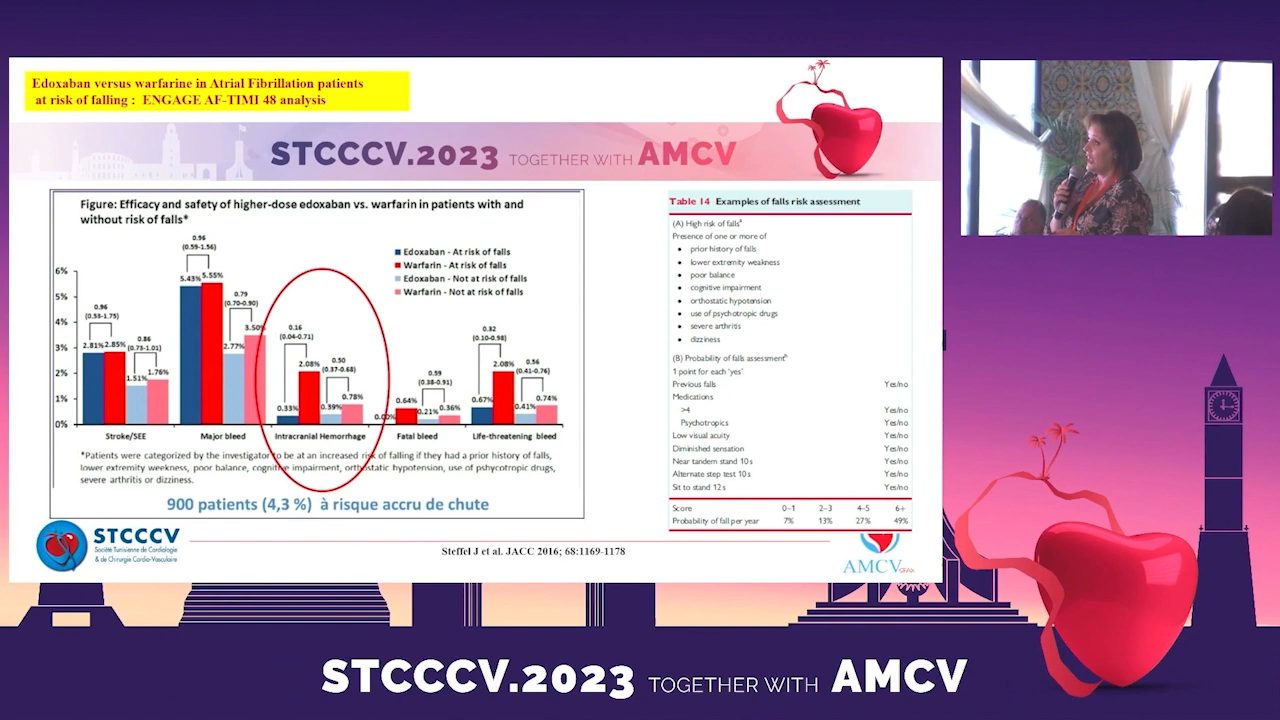 Edoxaban versus warfarine in Atrial Fibrillation patients
at risk of falling : ENGAGE AF-TIMI 48 analysis
STCCCV.2023 TOGETHER WITH AMCV
Figure: Efficacy and safety of higher-dose edoxaban vs. warfarin in patients with and
without risk of falls*
Edoxaban - At risk of falls
Warfarin - At risk of falls
Edoxaban - Not at risk of falls
Warfarin - Not at risk of falls
6%
5%
4%
3%
2%
1%
0%
0.96
(0.53-1.75)
2.81% 2.85%
0.86
(0.73-1.01)
1.51% 1.76%
0.96
(0.59-1.56)
5.43% 5.55%
0.79
(0.70-0.90)
2.77% 3.50%
0.16
(0.04-0.71)
0.33% 2.08%
0.50
(0.37-0.68)
0.39% 0.78%
0.00% 0.64%
0.59
(0.38-0.91)
0.21% 0.36%
0.32
(0.10-0.98)
0.67% 2.08%
0.56
(0.41-0.76)
0.41% 0.74%
Stroke/SEE Major bleed Intracranial Hemorrhage Fatal bleed Life-threatening bleed
*Patients were categorized by the investigator to be at an increased risk of falling if they had a prior history of falls,
lower extremity weekness, poor balance, cognitive impairment, orthostatic hypotension, use of pshycotropic drugs,
severe arthritis or dizziness.
900 patients (4,3 %) à risque accru de chute
Table 14 Examples of falls risk assessment
(A) High risk of fallsª
Presence of one or more of
• prior history of falls
• lower extremity weakness
• poor balance
• cognitive impairment
• orthostatic hypotension
• use of psychotropic drugs
• severe arthritis
• dizziness
(B) Probability of falls assessmentᵇ
1 point for each 'yes'
Previous falls Yes/no
Medications
>4 Yes/no
Psychotropics Yes/no
Low visual acuity Yes/no
Diminished sensation Yes/no
Near tandem stand 10 s Yes/no
Alternate step test 10 s Yes/no
Sit to stand 12 s Yes/no
Score 0–1 2–3 4–5 6+
Probability of fall per year 7% 13% 27% 49%
STCCCV
Société Tunisienne de Cardiologie
& de Chirurgie Cardio-Vasculaire
Steffel J et al. JACC 2016; 68:1169-1178
AMCV
STCCCV.2023 TOGETHER WITH AMCV